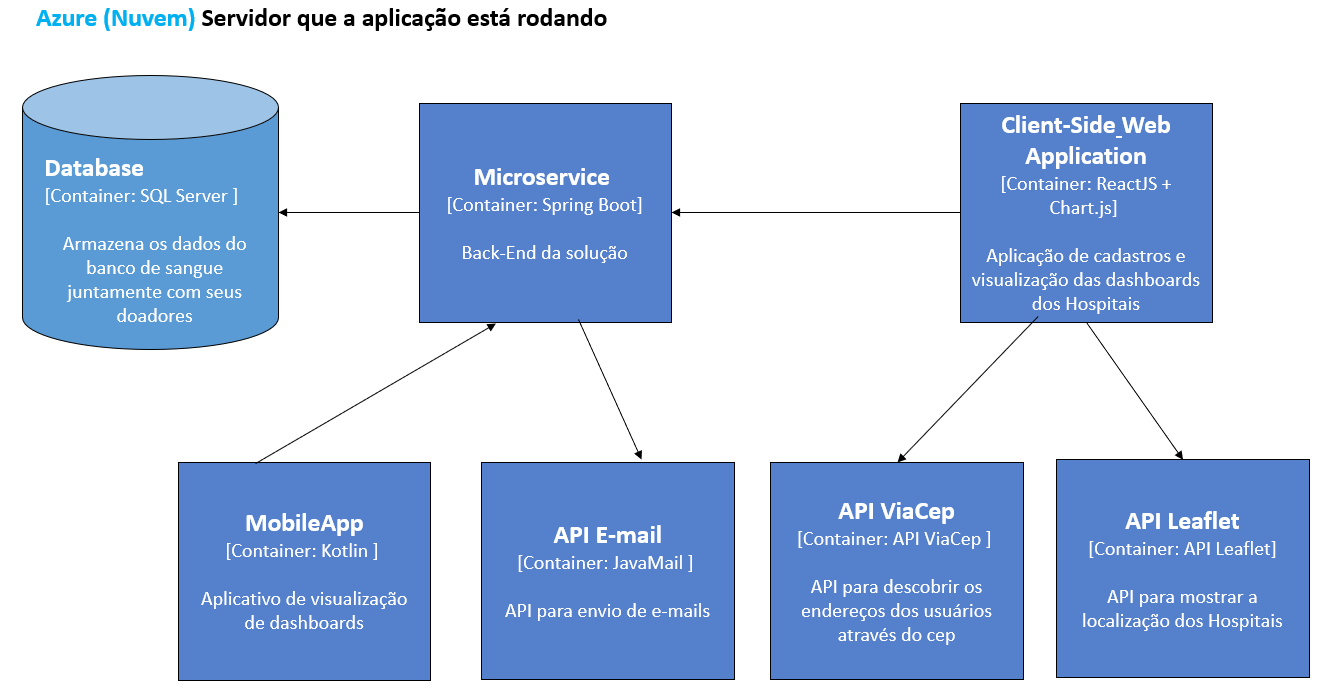 Azure (Nuvem) Servidor que a aplicação está rodando
Database
[Container: SQL Server ]
Armazena os dados do
banco de sangue
juntamente com seus
doadores
Microservice
[Container: Spring Boot]
Back-End da solução
Client-Side_Web
Application
[Container: ReactJS +
Chart.js]
Aplicação de cadastros e
visualização das dashboards
dos Hospitais
MobileApp
[Container: Kotlin ]
Aplicativo de visualização
de dashboards
API E-mail
[Container: JavaMail ]
API para envio de e-mails
API ViaCep
[Container: API ViaCep ]
API para descobrir os
endereços dos usuários
através do cep
API Leaflet
[Container: API Leaflet]
API para mostrar a
localização dos Hospitais